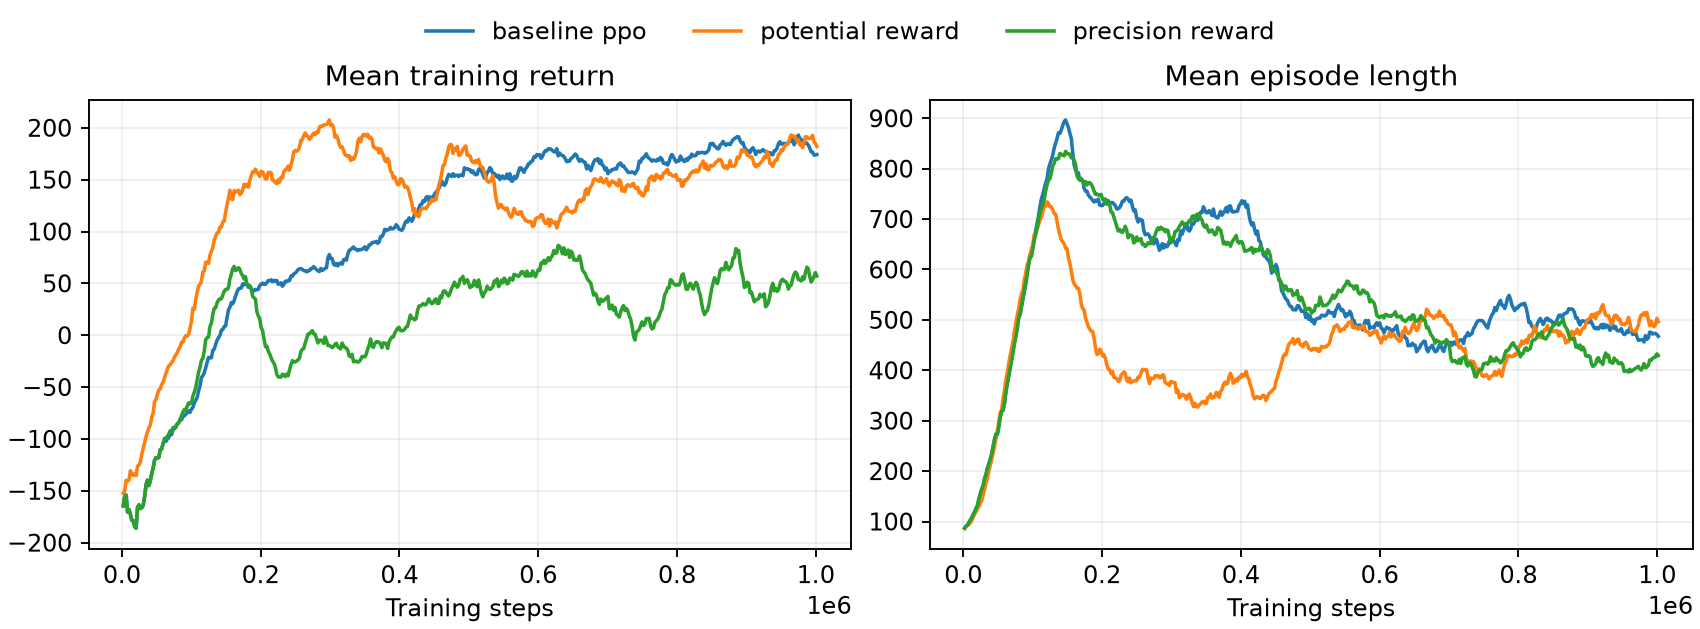 baseline ppo potential reward precision reward
Mean training return
200
150
100
50
0
−50
−100
−150
−200
0.0 0.2 0.4 0.6 0.8 1.0
Training steps
1e6
Mean episode length
900
800
700
600
500
400
300
200
100
0.0 0.2 0.4 0.6 0.8 1.0
Training steps
1e6